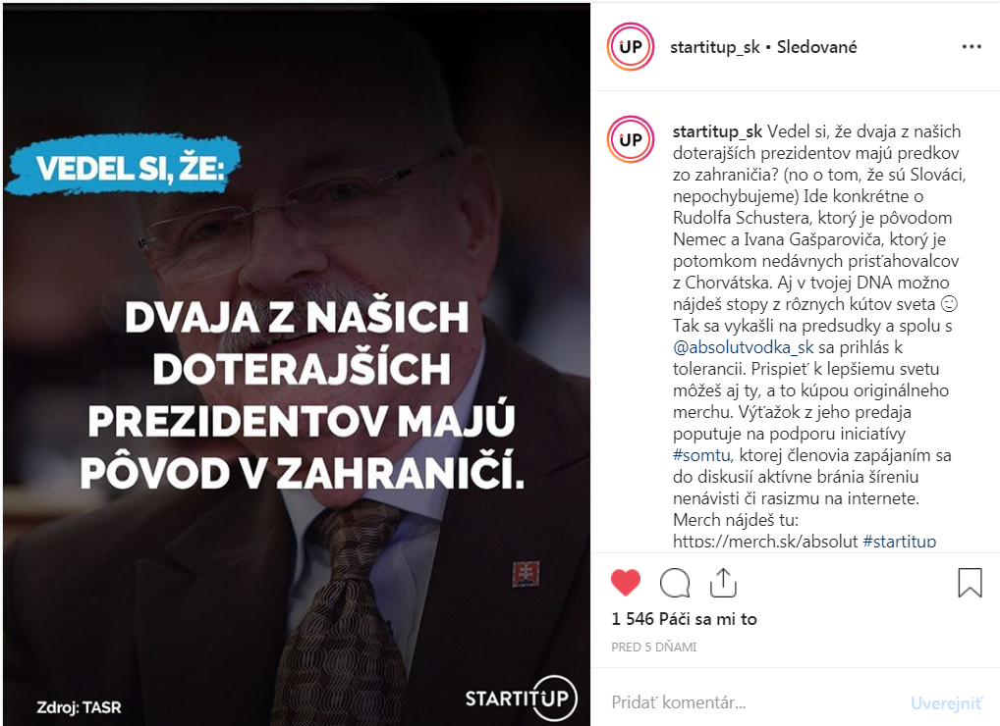 VEDEL SI, ŽE:
DVAJA Z NAŠICH
DOTERAJŠÍCH
PREZIDENTOV MAJÚ
PÔVOD V ZAHRANIČÍ.
Zdroj: TASR
STARTITUP
UP
startitup_sk • Sledované
UP
startitup_sk Vedel si, že dvaja z našich
doterajších prezidentov majú predkov
zo zahraničia? (no o tom, že sú Slováci,
nepochybujeme) Ide konkrétne o
Rudolfa Schustera, ktorý je pôvodom
Nemec a Ivana Gašparoviča, ktorý je
potomkom nedávnych prisťahovalcov
z Chorvátska. Aj v tvojej DNA možno
nájdeš stopy z rôznych kútov sveta 🙂
Tak sa vykašli na predsudky a spolu s
@absolutvodka_sk sa prihlás k
tolerancii. Prispieť k lepšiemu svetu
môžeš aj ty, a to kúpou originálneho
merchu. Výťažok z jeho predaja
poputuje na podporu iniciatívy
#somtu, ktorej členovia zapájaním sa
do diskusií aktívne bránia šíreniu
nenávisti či rasizmu na internete.
Merch nájdeš tu:
https://merch.sk/absolut #startitup
1 546 Páči sa mi to
PRED 5 DŇAMI
Pridať komentár...
Uverejniť